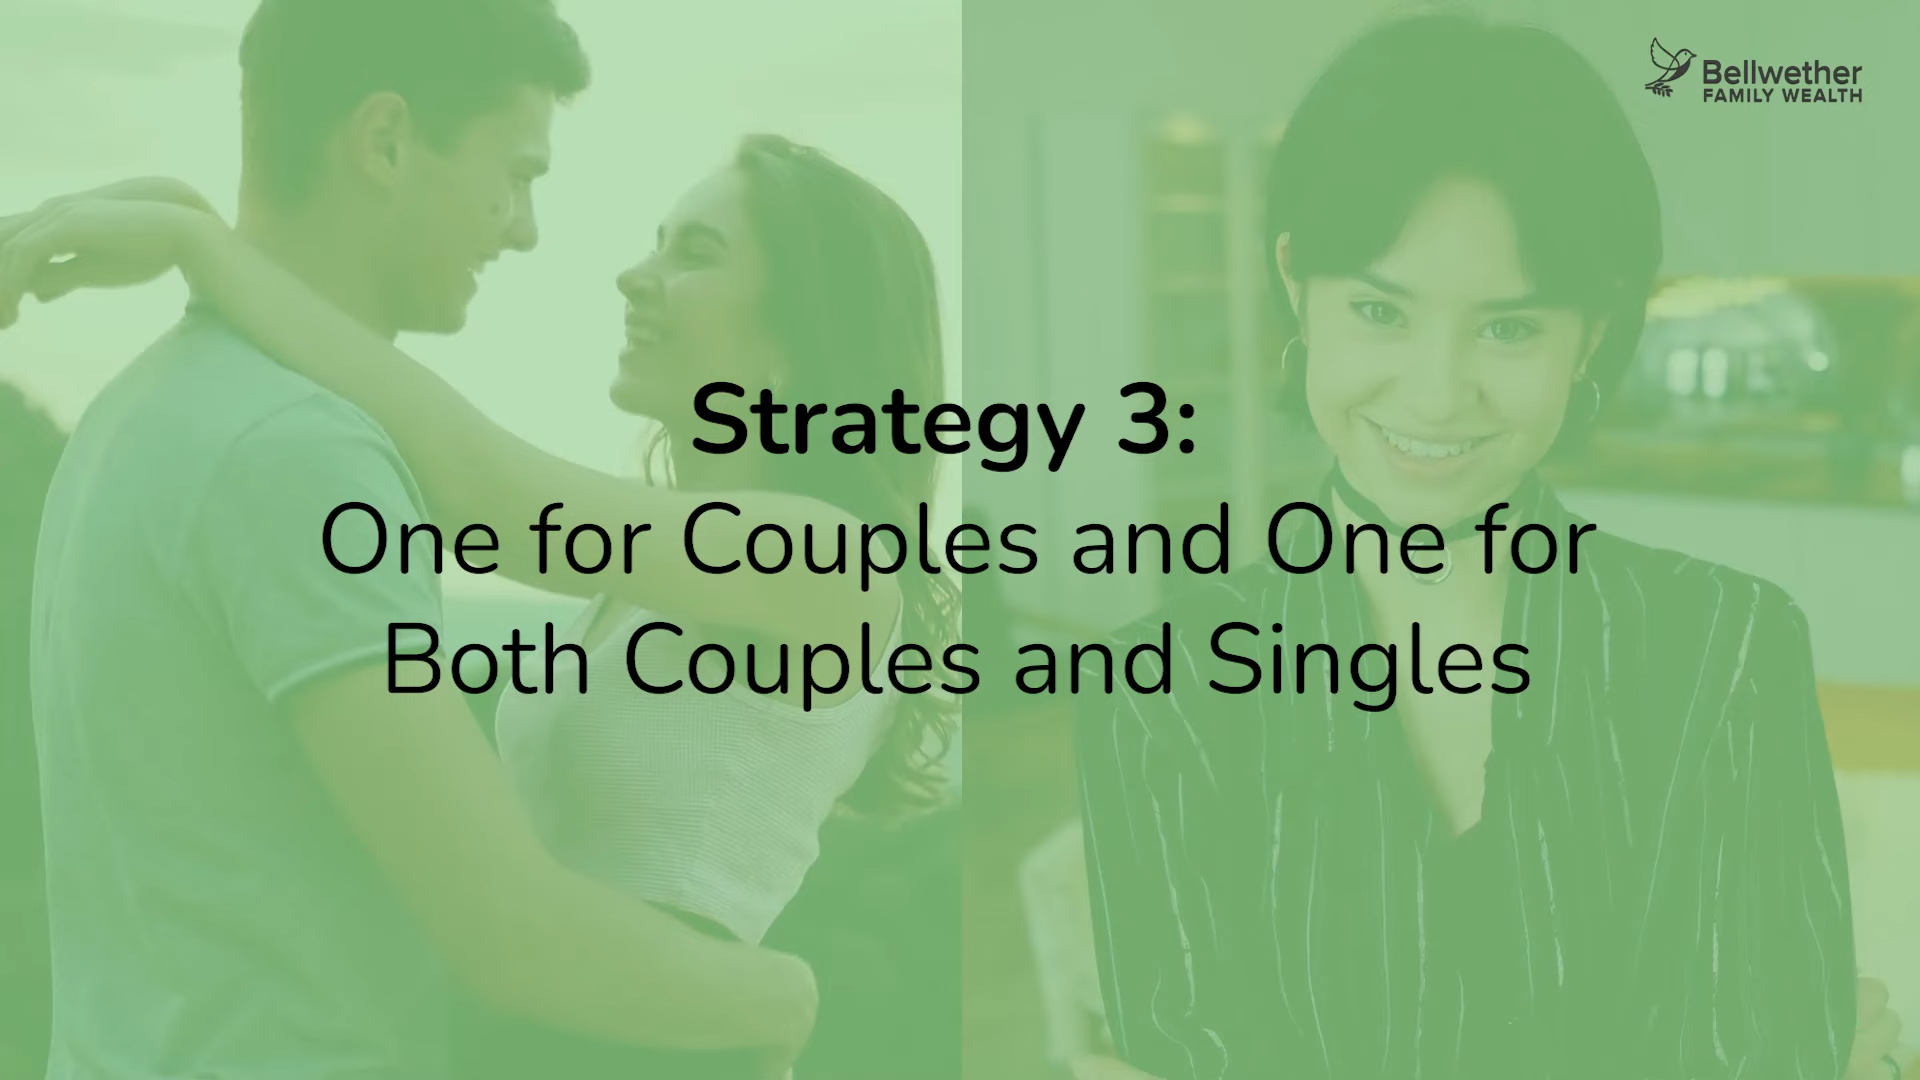 Bellwether
FAMILY WEALTH
Strategy 3:
One for Couples and One for
Both Couples and Singles